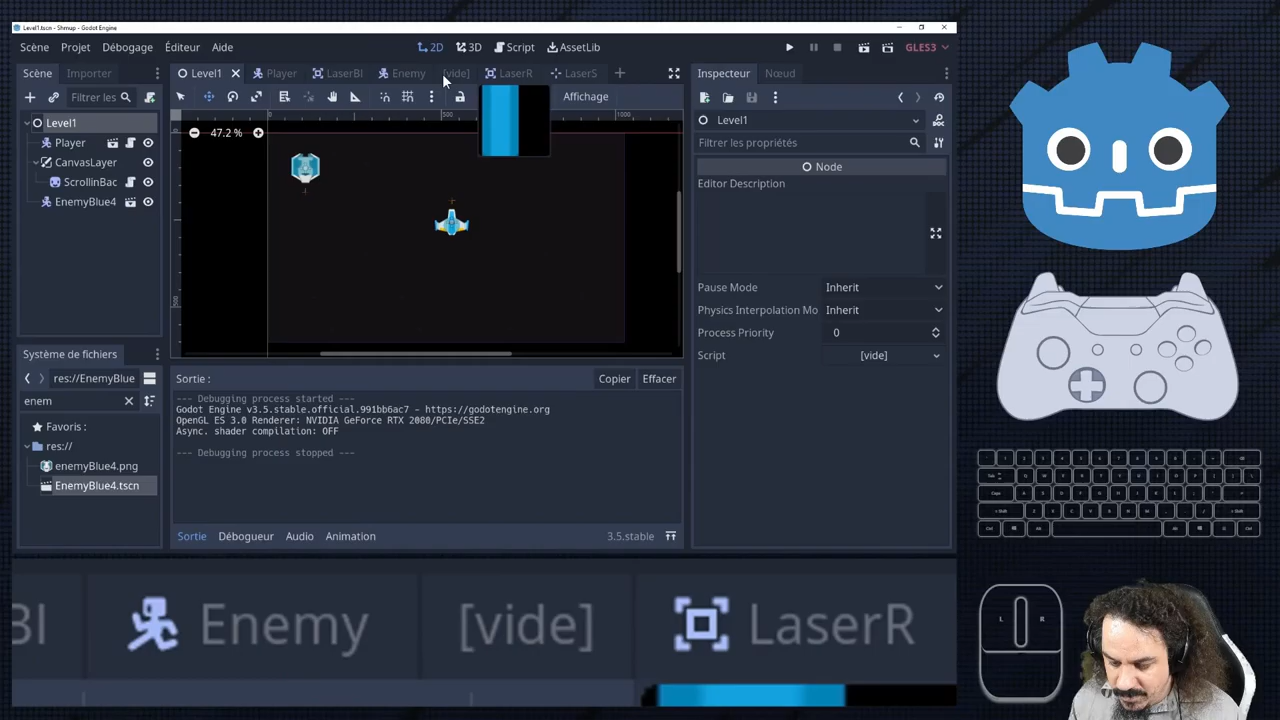 Level1.tscn - Shmup - Godot Engine
Scène Projet Débogage Éditeur Aide
2D 3D Script AssetLib
GLES3
Scène Importer
Level1 Player LaserBl Enemy [vide] LaserR LaserS
Inspecteur Nœud
Filtrer les
Affichage
Level1
47.2 %
500
1000
Level1
Player
CanvasLayer
ScrollinBac
EnemyBlue4
Filtrer les propriétés
Node
Editor Description
Pause Mode Inherit
Physics Interpolation Mo Inherit
Process Priority 0
Script [vide]
500
Système de fichiers
res://EnemyBlue
enem
Favoris :
res://
enemyBlue4.png
EnemyBlue4.tscn
Sortie : Copier Effacer
--- Debugging process started ---
Godot Engine v3.5.stable.official.991bb6ac7 - https://godotengine.org
OpenGL ES 3.0 Renderer: NVIDIA GeForce RTX 2080/PCIe/SSE2
Async. shader compilation: OFF
--- Debugging process stopped ---
Sortie Débogueur Audio Animation 3.5.stable
Bl Enemy [vide] LaserR
L R